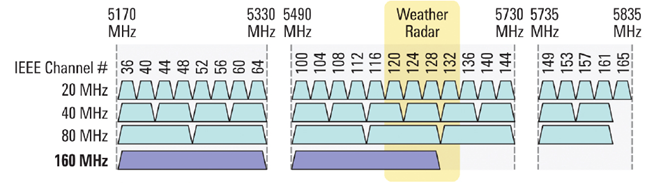 5170 MHz
5330 MHz
5490 MHz
Weather Radar
5730 MHz
5735 MHz
5835 MHz
IEEE Channel # 36 40 44 48 52 56 60 64 100 104 108 112 116 120 124 128 132 136 140 144 149 153 157 161 165
20 MHz
40 MHz
80 MHz
160 MHz